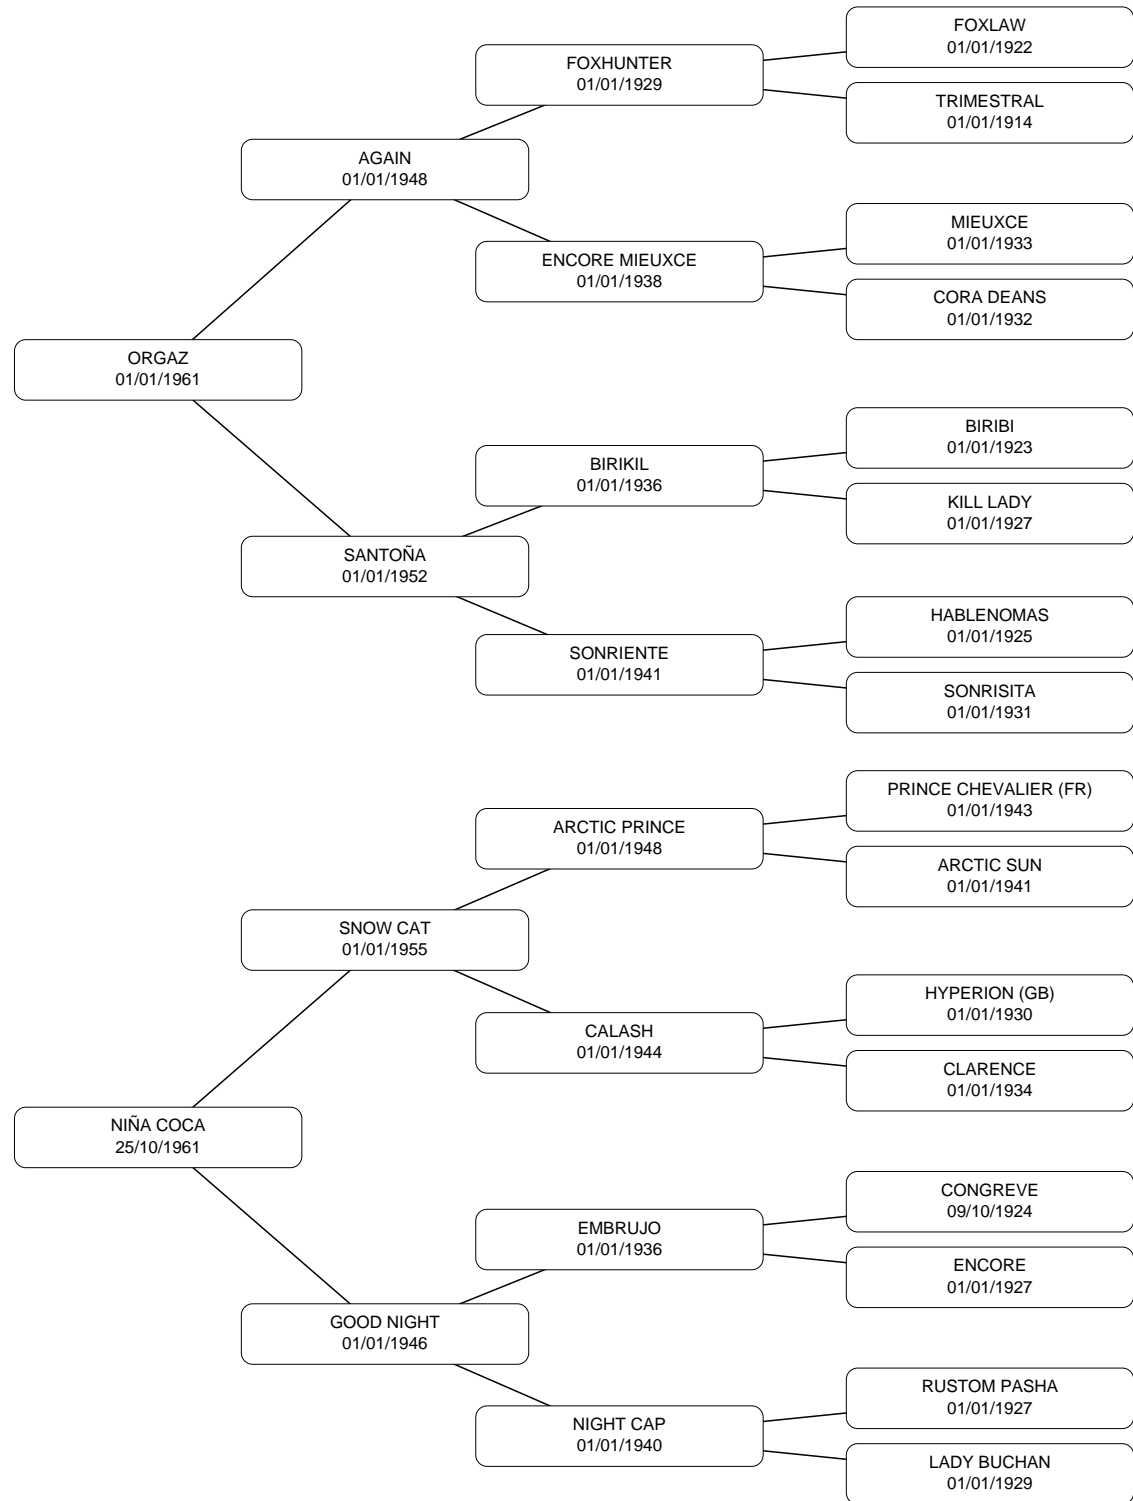 FOXLAW
01/01/1922
FOXHUNTER
01/01/1929
TRIMESTRAL
01/01/1914
AGAIN
01/01/1948
MIEUXCE
01/01/1933
ENCORE MIEUXCE
01/01/1938
CORA DEANS
01/01/1932
ORGAZ
01/01/1961
BIRIBI
01/01/1923
BIRIKIL
01/01/1936
KILL LADY
01/01/1927
SANTOÑA
01/01/1952
HABLENOMAS
01/01/1925
SONRIENTE
01/01/1941
SONRISITA
01/01/1931
PRINCE CHEVALIER (FR)
01/01/1943
ARCTIC PRINCE
01/01/1948
ARCTIC SUN
01/01/1941
SNOW CAT
01/01/1955
HYPERION (GB)
01/01/1930
CALASH
01/01/1944
CLARENCE
01/01/1934
NIÑA COCA
25/10/1961
CONGREVE
09/10/1924
EMBRUJO
01/01/1936
ENCORE
01/01/1927
GOOD NIGHT
01/01/1946
RUSTOM PASHA
01/01/1927
NIGHT CAP
01/01/1940
LADY BUCHAN
01/01/1929